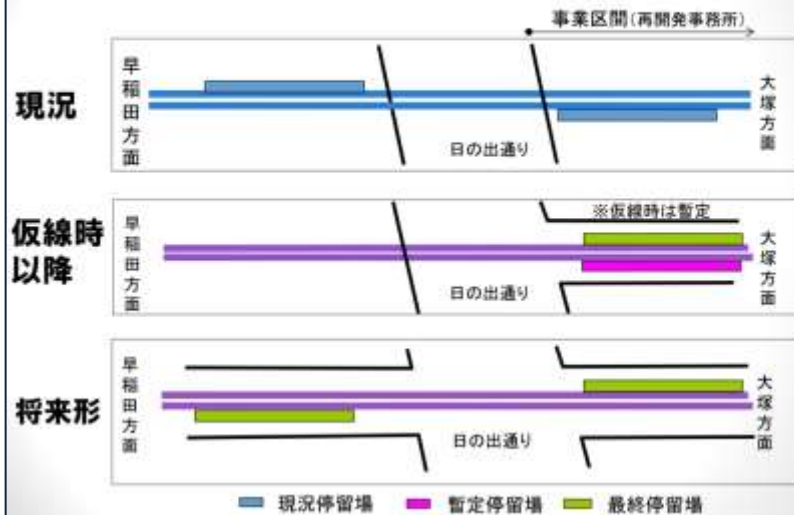 事業区間(再開発事務所)
現況
早稲田方面
日の出通り
大塚方面
仮線時
以降
早稲田方面
※仮線時は暫定
日の出通り
大塚方面
将来形
早稲田方面
日の出通り
大塚方面
現況停留場
暫定停留場
最終停留場